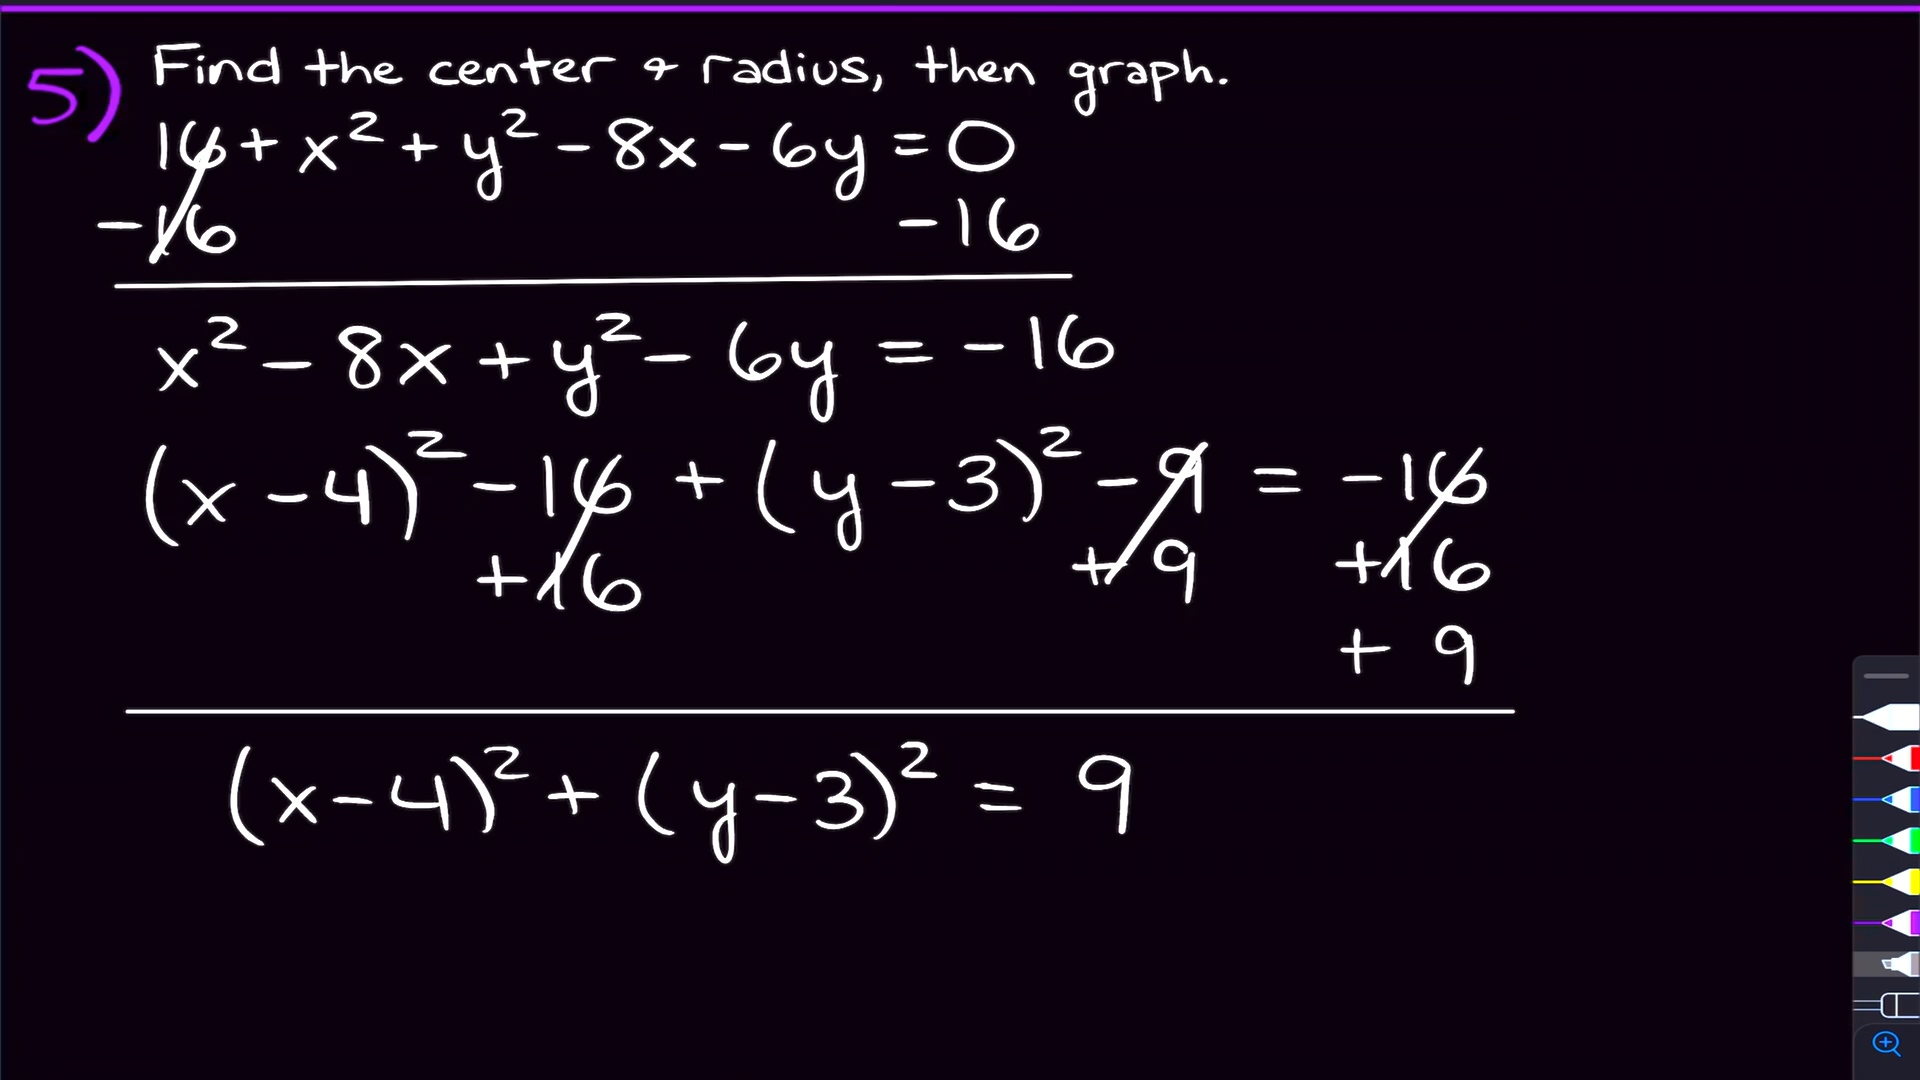 5) Find the center & radius, then graph.
16 + x² + y² - 8x - 6y = 0
-16 -16
x² - 8x + y² - 6y = -16
(x - 4)² - 16 + (y - 3)² - 9 = -16
+16 +9 +16
+ 9
(x - 4)² + (y - 3)² = 9